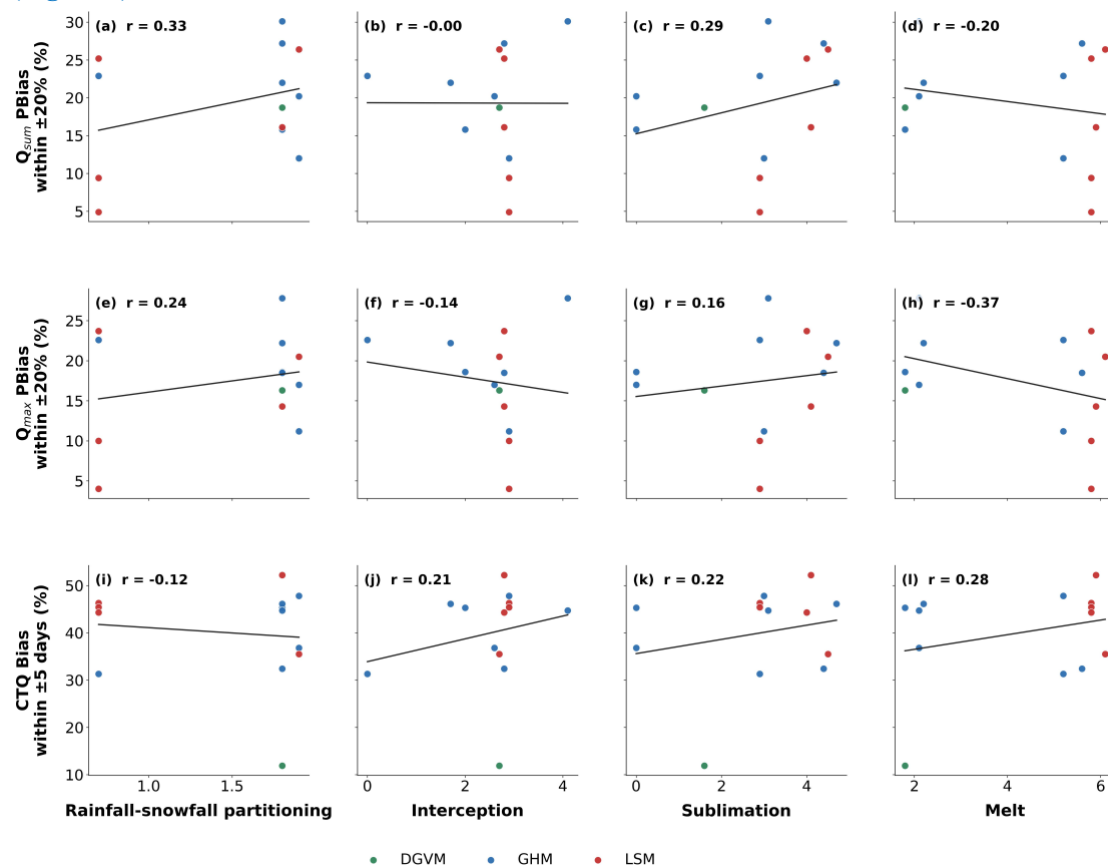 (a) r = 0.33
(b) r = -0.00
(c) r = 0.29
(d) r = -0.20
Q_sum PBias
within ±20% (%)
30
25
20
15
10
5
1.0 1.5
0 2 4
0 2 4
2 4 6
(e) r = 0.24
(f) r = -0.14
(g) r = 0.16
(h) r = -0.37
Q_max PBias
within ±20% (%)
25
20
15
10
5
(i) r = -0.12
(j) r = 0.21
(k) r = 0.22
(l) r = 0.28
CTQ Bias
within ±5 days (%)
50
40
30
20
10
Rainfall-snowfall partitioning
Interception
Sublimation
Melt
DGVM GHM LSM